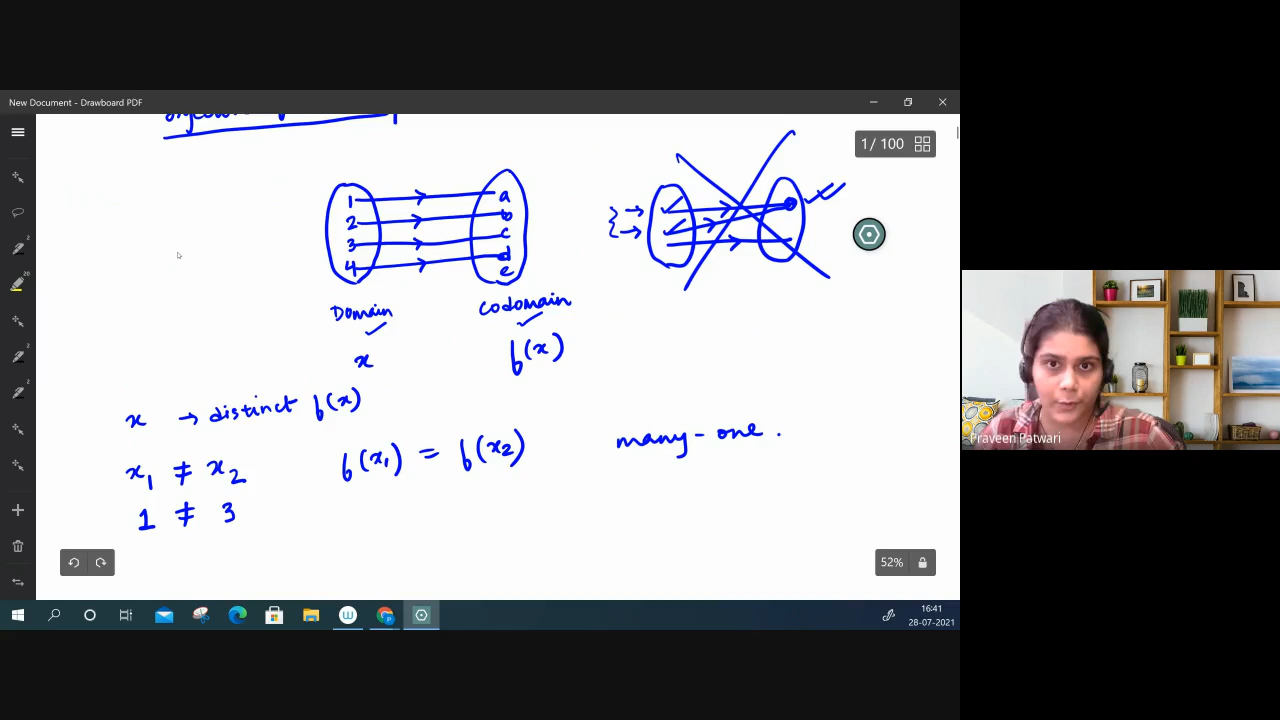 New Document - Drawboard PDF
1 / 100
1
2
3
4
a
b
c
d
e
Domain
Codomain
x
f(x)
x → distinct f(x)
x₁ ≠ x₂
f(x₁) = f(x₂)
many-one.
1 ≠ 3
52%
Praveen Patwari
16:41
28-07-2021